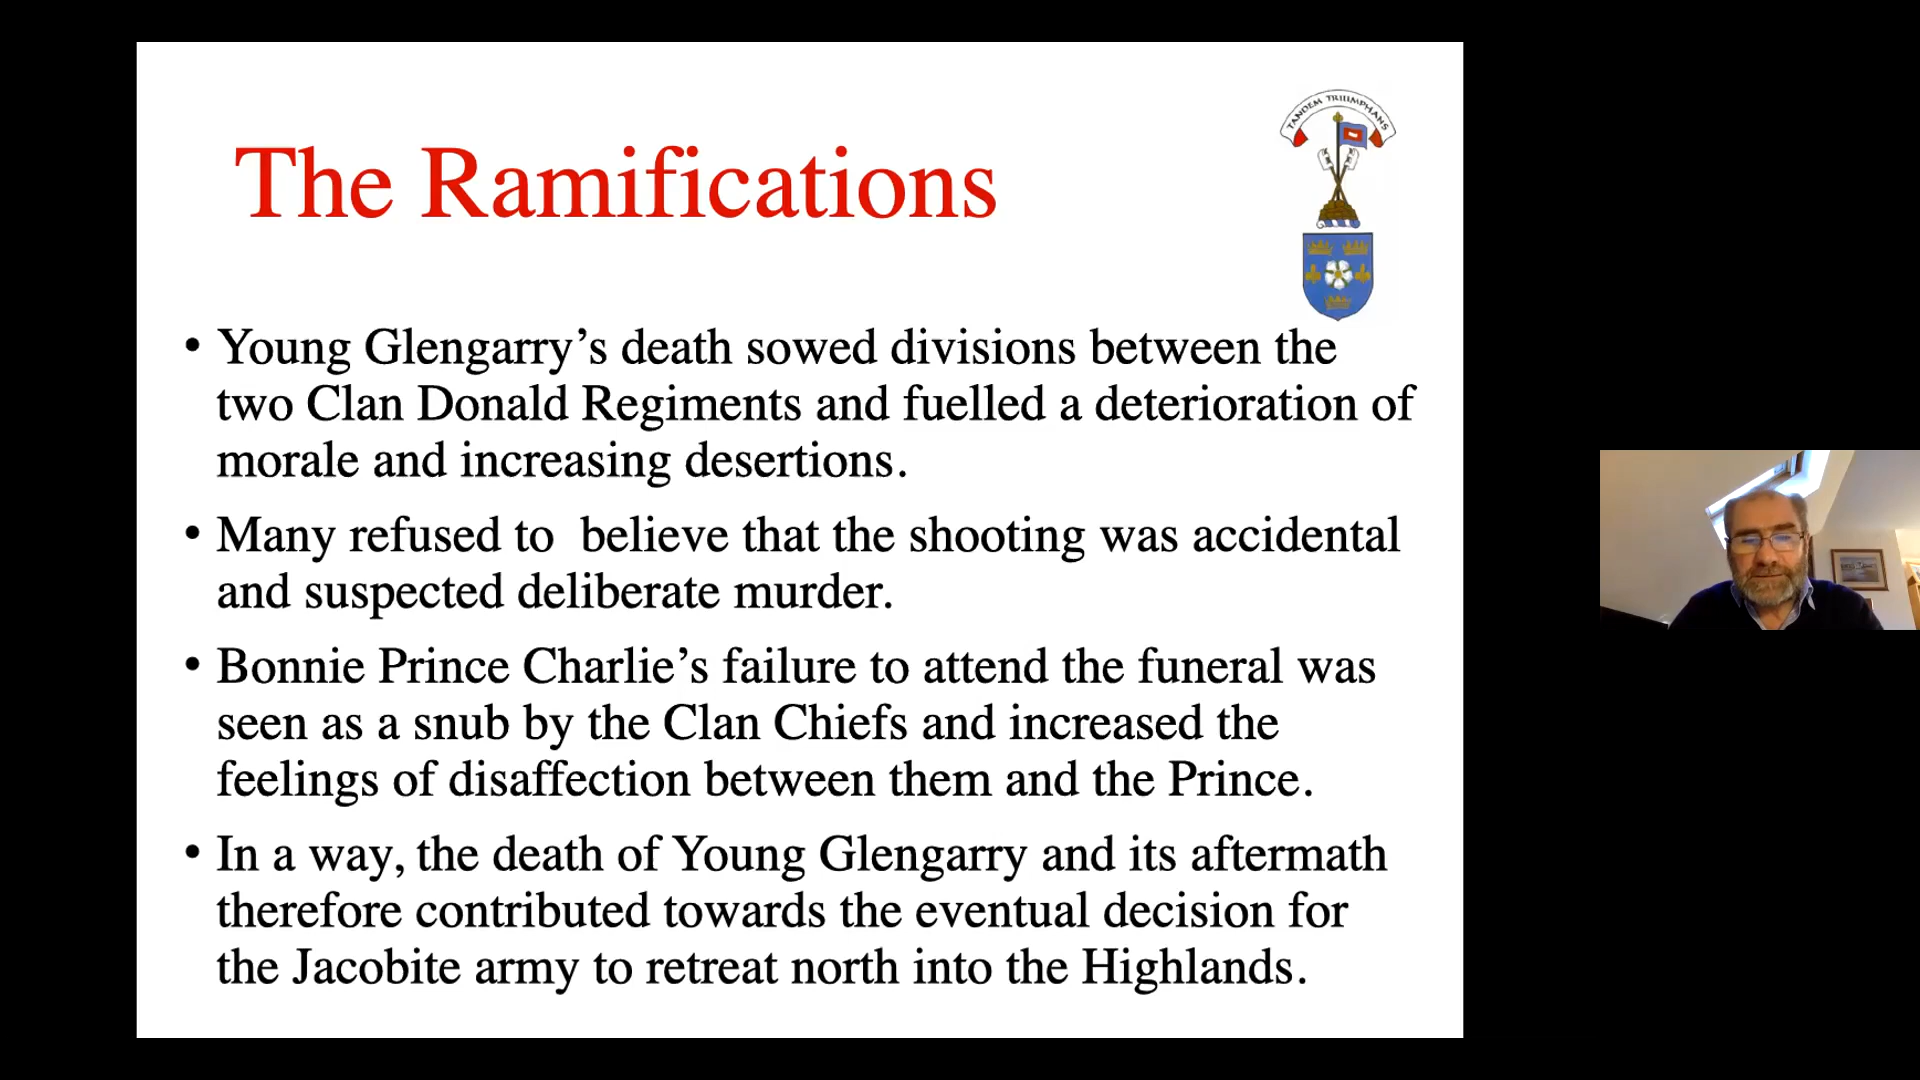 TANDEM TRIUMPHANS
The Ramifications
• Young Glengarry’s death sowed divisions between the
two Clan Donald Regiments and fuelled a deterioration of
morale and increasing desertions.
• Many refused to  believe that the shooting was accidental
and suspected deliberate murder.
• Bonnie Prince Charlie’s failure to attend the funeral was
seen as a snub by the Clan Chiefs and increased the
feelings of disaffection between them and the Prince.
• In a way, the death of Young Glengarry and its aftermath
therefore contributed towards the eventual decision for
the Jacobite army to retreat north into the Highlands.